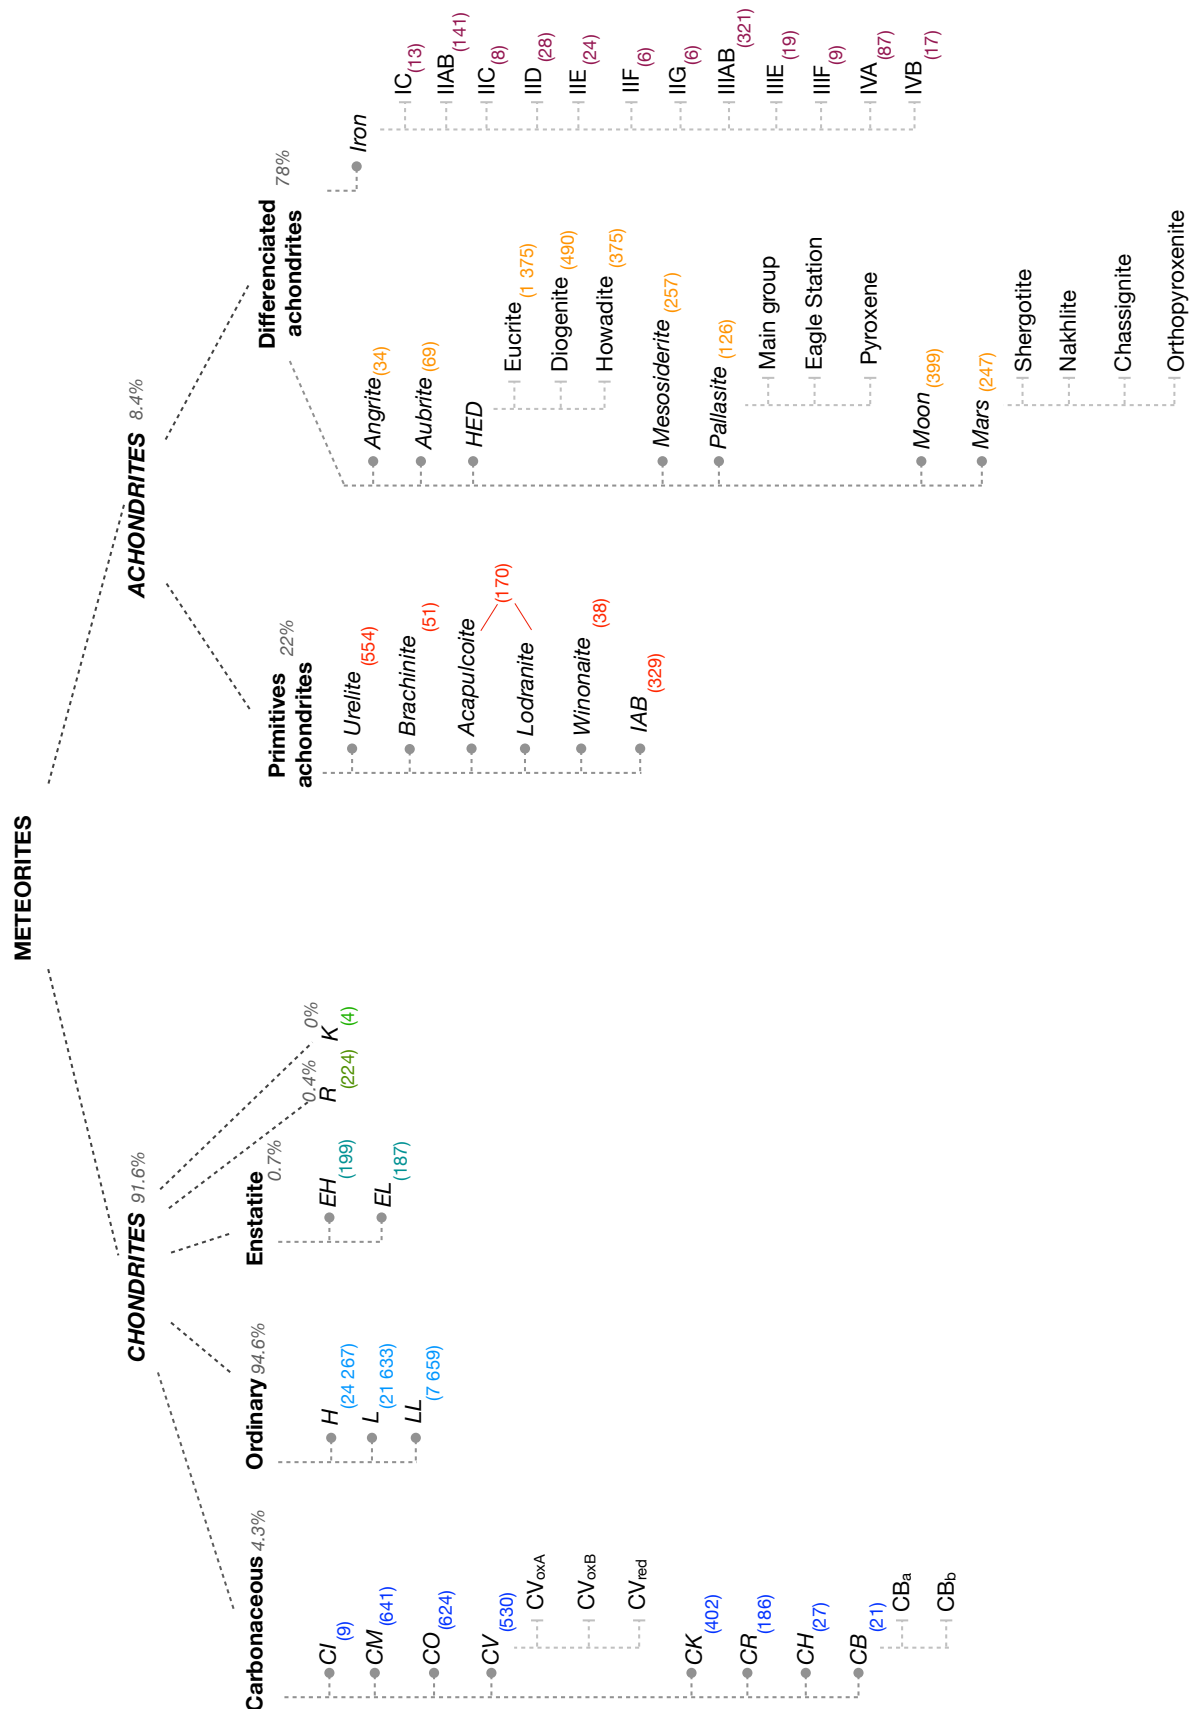 METEORITES
CHONDRITES 91.6%
Carbonaceous 4.3%
CI (9)
CM (641)
CO (624)
CV (530)
CVoxA
CVoxB
CVred
CK (402)
CR (186)
CH (27)
CB (21)
CBa
CBb
Ordinary 94.6%
H (24 267)
L (21 633)
LL (7 659)
Enstatite 0.7%
EH (199)
EL (187)
0.4%
R (224)
0%
K (4)
ACHONDRITES 8.4%
Primitives 22%
achondrites
Urelite (554)
Brachinite (51)
Acapulcoite
(170)
Lodranite
Winonaite (38)
IAB (329)
Differenciated 78%
achondrites
Angrite (34)
Aubrite (69)
HED
Eucrite (1 375)
Diogenite (490)
Howadite (375)
Mesosiderite (257)
Pallasite (126)
Main group
Eagle Station
Pyroxene
Moon (399)
Mars (247)
Shergotite
Nakhlite
Chassignite
Orthopyroxenite
Iron
IC (13)
IIAB (141)
IIC (8)
IID (28)
IIE (24)
IIF (6)
IIG (6)
IIIAB (321)
IIIE (19)
IIIF (9)
IVA (87)
IVB (17)